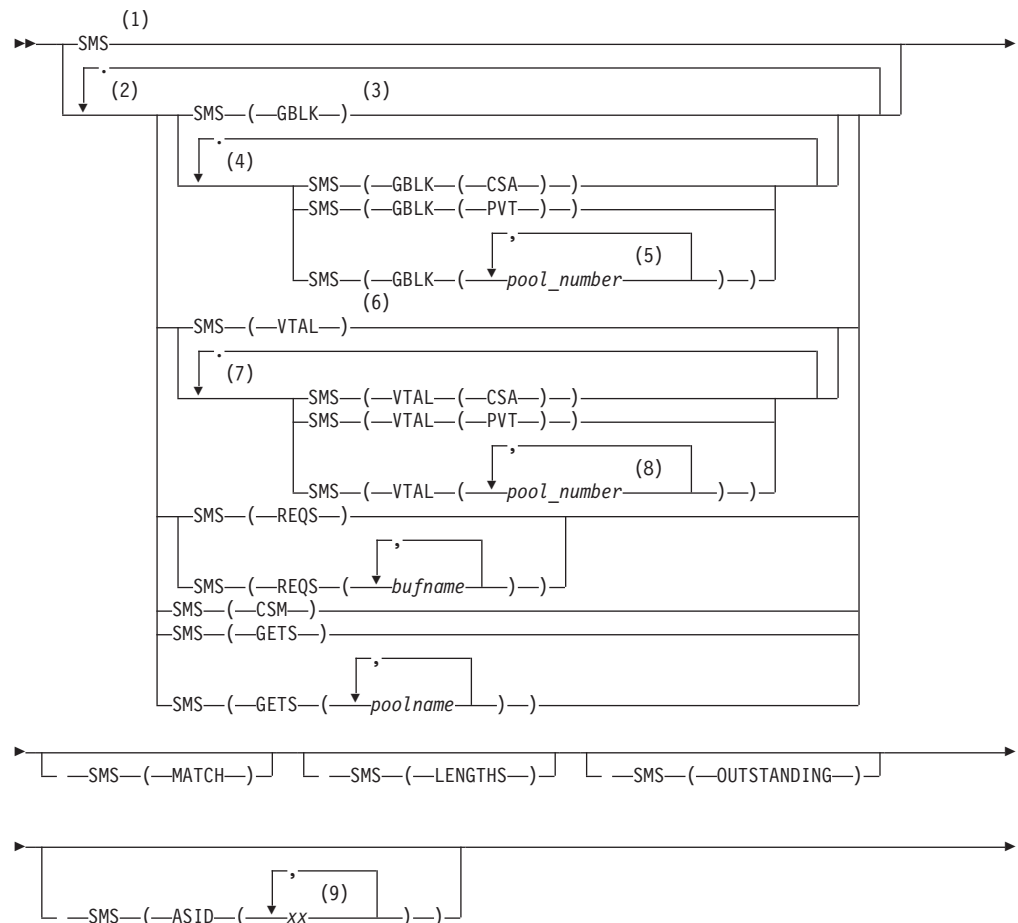 (1)
SMS
.
(2) (3)
SMS ( GBLK )
.
(4)
SMS ( GBLK ( CSA ) )
SMS ( GBLK ( PVT ) )
,
(5)
SMS ( GBLK ( pool_number ) )
(6)
SMS ( VTAL )
.
(7)
SMS ( VTAL ( CSA ) )
SMS ( VTAL ( PVT ) )
,
(8)
SMS ( VTAL ( pool_number ) )
SMS ( REQS )
,
SMS ( REQS ( bufname ) )
SMS ( CSM )
SMS ( GETS )
,
SMS ( GETS ( poolname ) )
SMS ( MATCH ) SMS ( LENGTHS ) SMS ( OUTSTANDING )
,
(9)
SMS ( ASID ( xx ) )